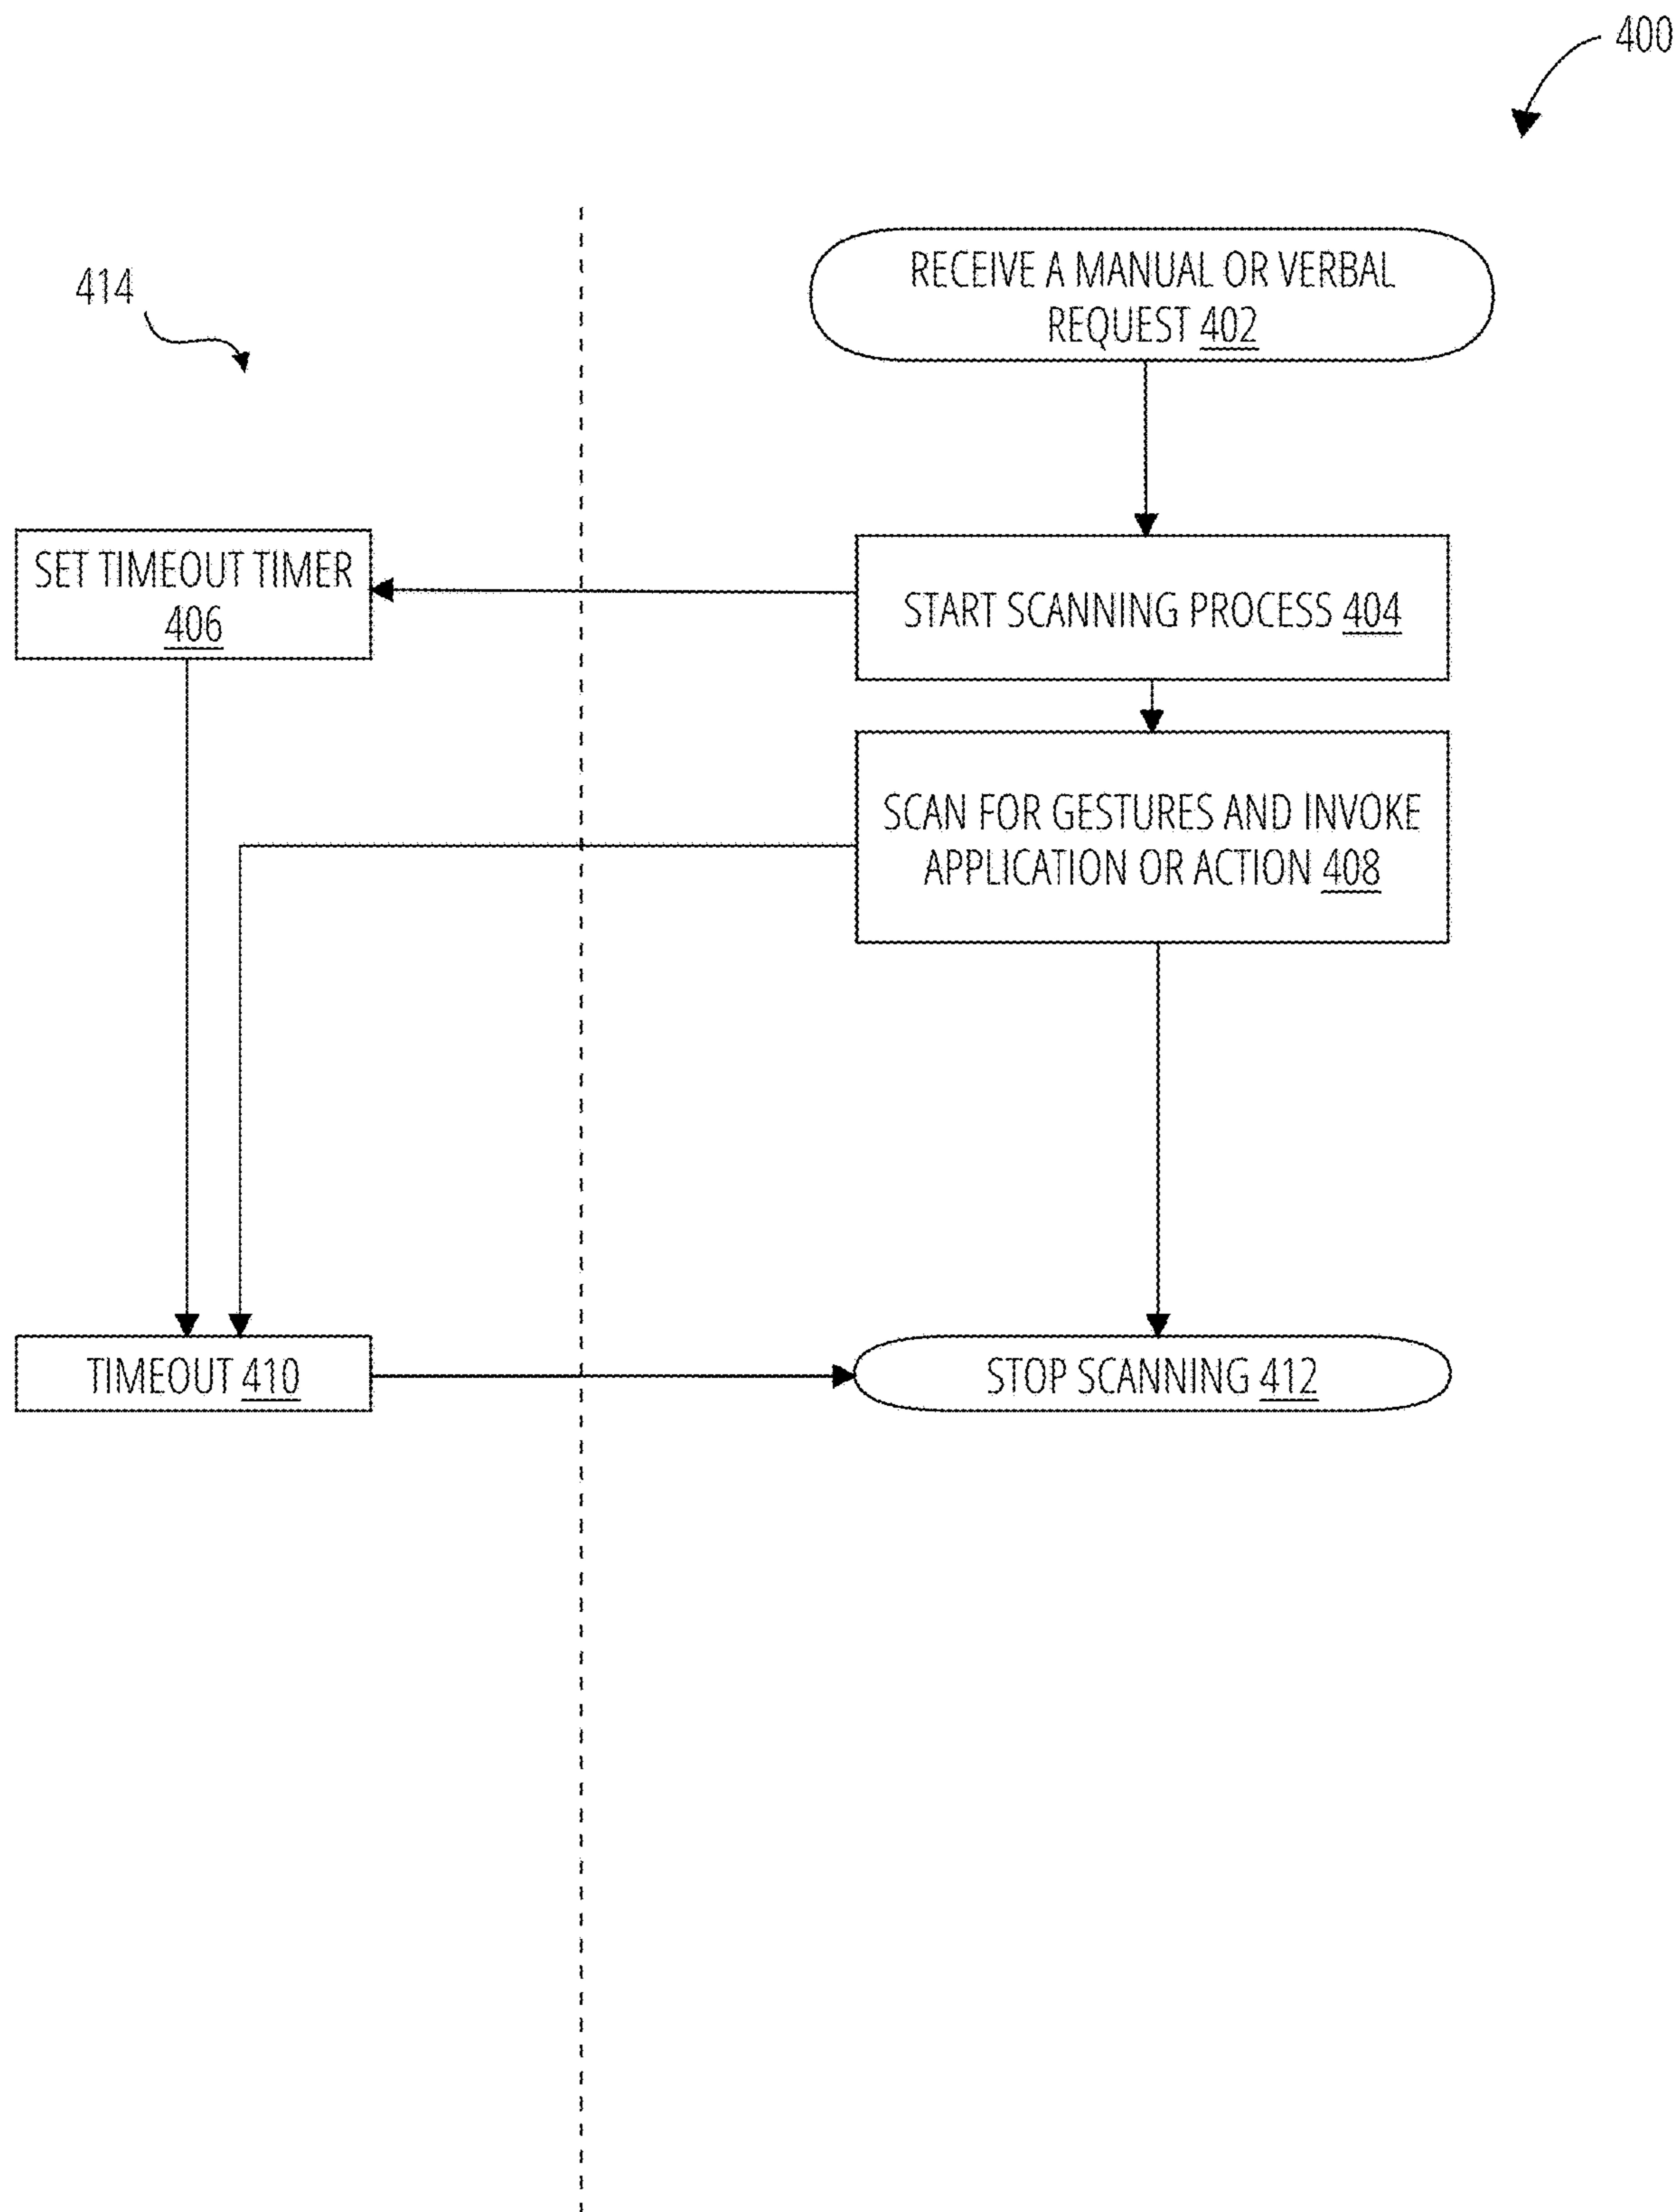 400
RECEIVE A MANUAL OR VERBAL
REQUEST 402
414
SET TIMEOUT TIMER
406
START SCANNING PROCESS 404
SCAN FOR GESTURES AND INVOKE
APPLICATION OR ACTION 408
TIMEOUT 410
STOP SCANNING 412